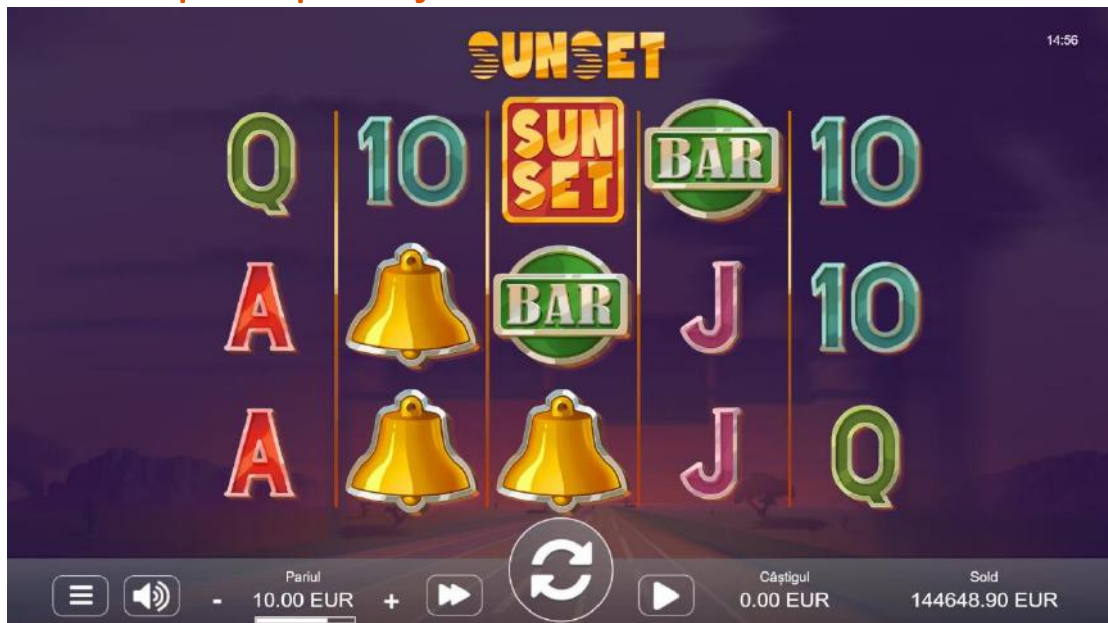 SUNSET
14:56
Q 10 SUN SET BAR 10
A BAR J 10
A J Q
Pariul Câștigul Sold
- 10.00 EUR + 0.00 EUR 144648.90 EUR